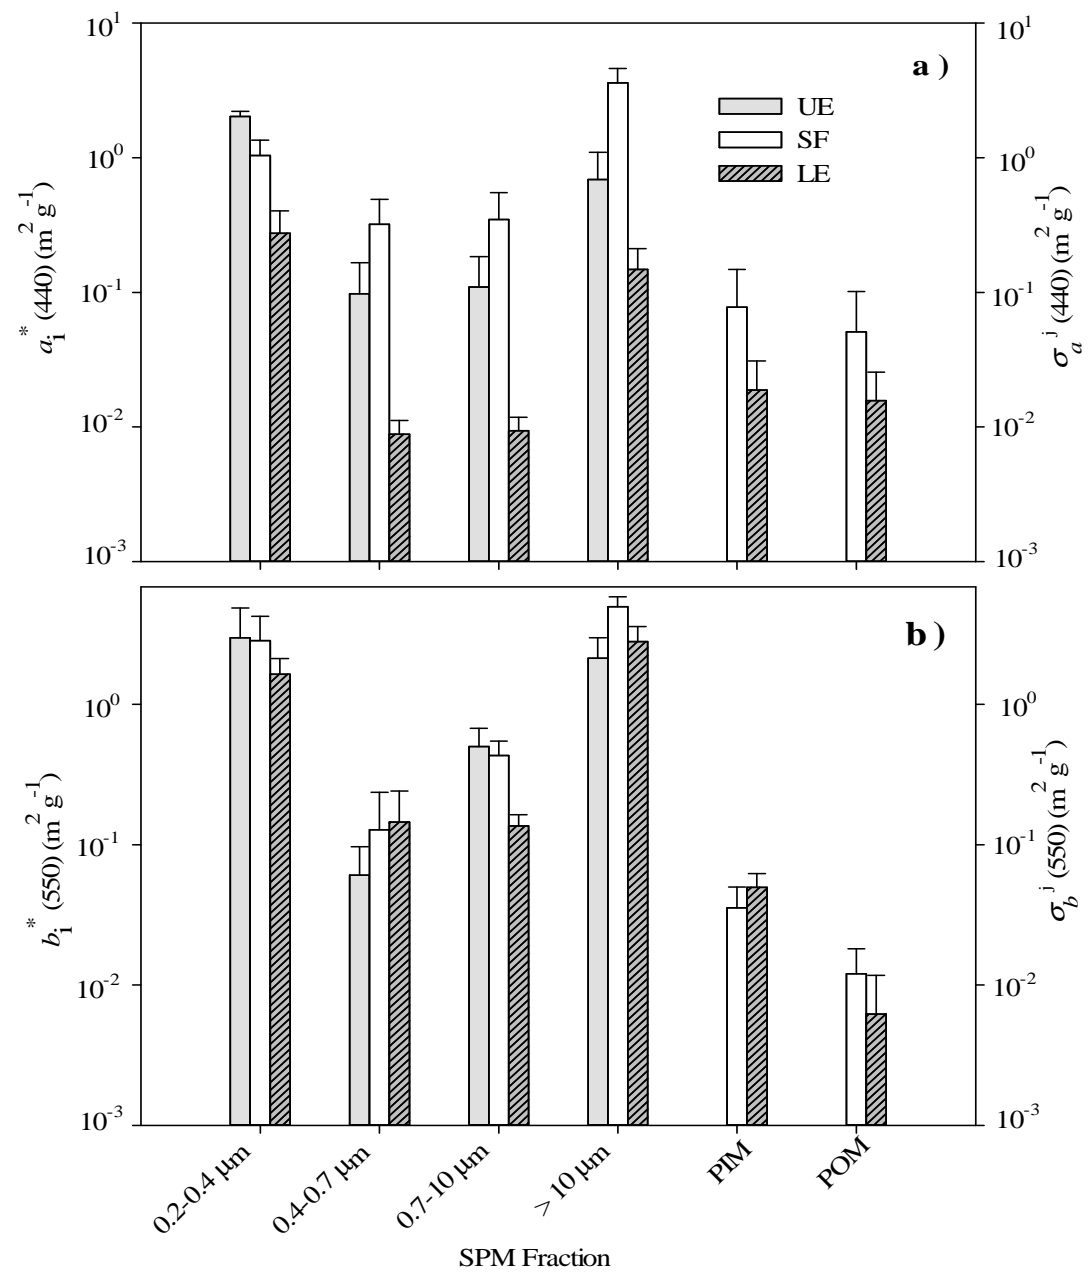 10^1
10^0
10^-1
10^-2
10^-3
a_i^* (440) (m^2 g^-1)
a )
UE
SF
LE
10^1
10^0
10^-1
10^-2
10^-3
σ_a^j (440) (m^2 g^-1)
10^0
10^-1
10^-2
10^-3
b_i^* (550) (m^2 g^-1)
b )
10^0
10^-1
10^-2
10^-3
σ_b^j (550) (m^2 g^-1)
0.2-0.4 μm
0.4-0.7 μm
0.7-10 μm
> 10 μm
PIM
POM
SPM Fraction